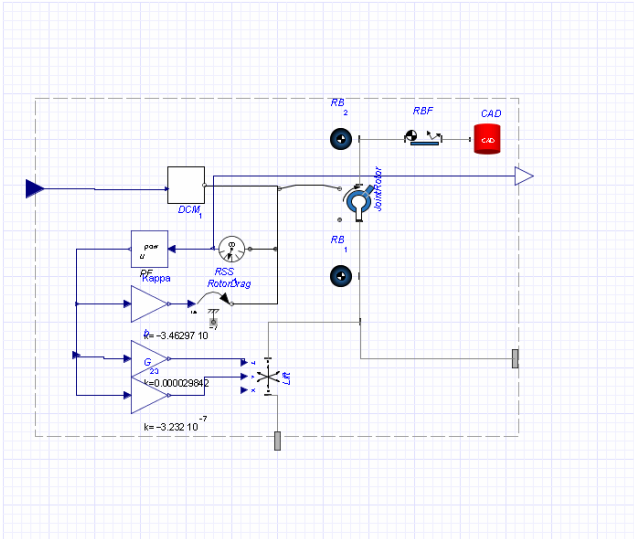 RB
2
RBF
CAD
CAD
JointRotor
DCM
1
RB
1
pow
u
PF
Kappa
RSS
RotorDrag
-7
k= -3.46297 10
b
G
23
k=0.000029842
Lift
-7
k= -3.232 10